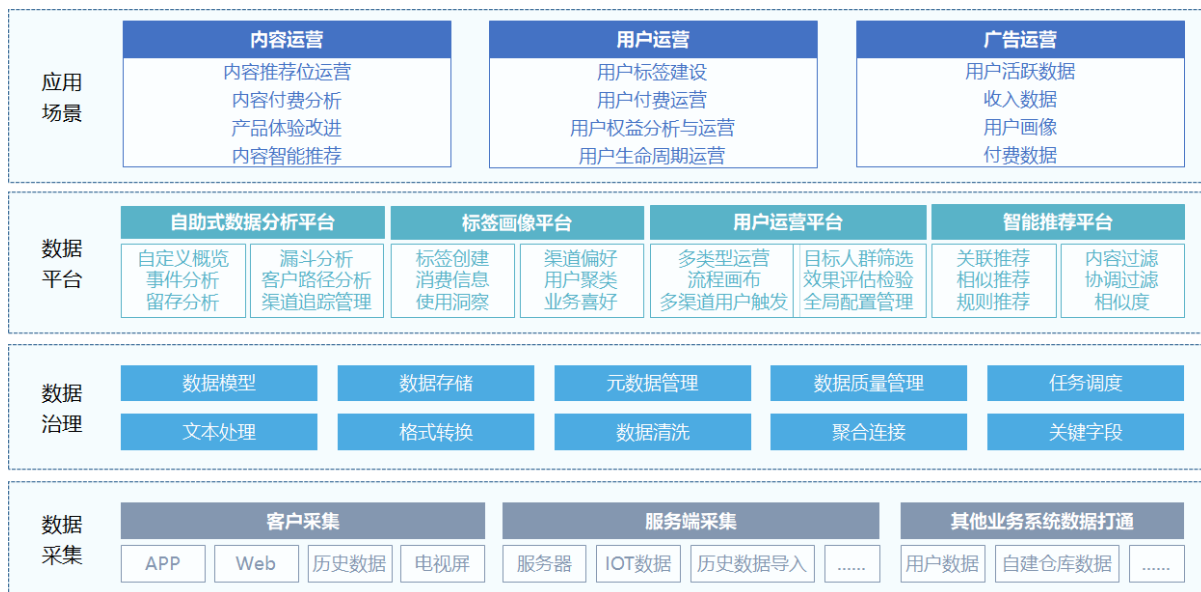 应用
场景
内容运营
内容推荐位运营
内容付费分析
产品体验改进
内容智能推荐
用户运营
用户标签建设
用户付费运营
用户权益分析与运营
用户生命周期运营
广告运营
用户活跃数据
收入数据
用户画像
付费数据
数据
平台
自助式数据分析平台
自定义概览
事件分析
留存分析
漏斗分析
客户路径分析
渠道追踪管理
标签画像平台
标签创建
消费信息
使用洞察
渠道偏好
用户聚类
业务喜好
用户运营平台
多类型运营
流程画布
多渠道用户触发
目标人群筛选
效果评估检验
全局配置管理
智能推荐平台
关联推荐
相似推荐
规则推荐
内容过滤
协调过滤
相似度
数据
治理
数据模型
数据存储
元数据管理
数据质量管理
任务调度
文本处理
格式转换
数据清洗
聚合连接
关键字段
数据
采集
客户采集
APP
Web
历史数据
电视屏
服务端采集
服务器
IOT数据
历史数据导入
......
其他业务系统数据打通
用户数据
自建仓库数据
......